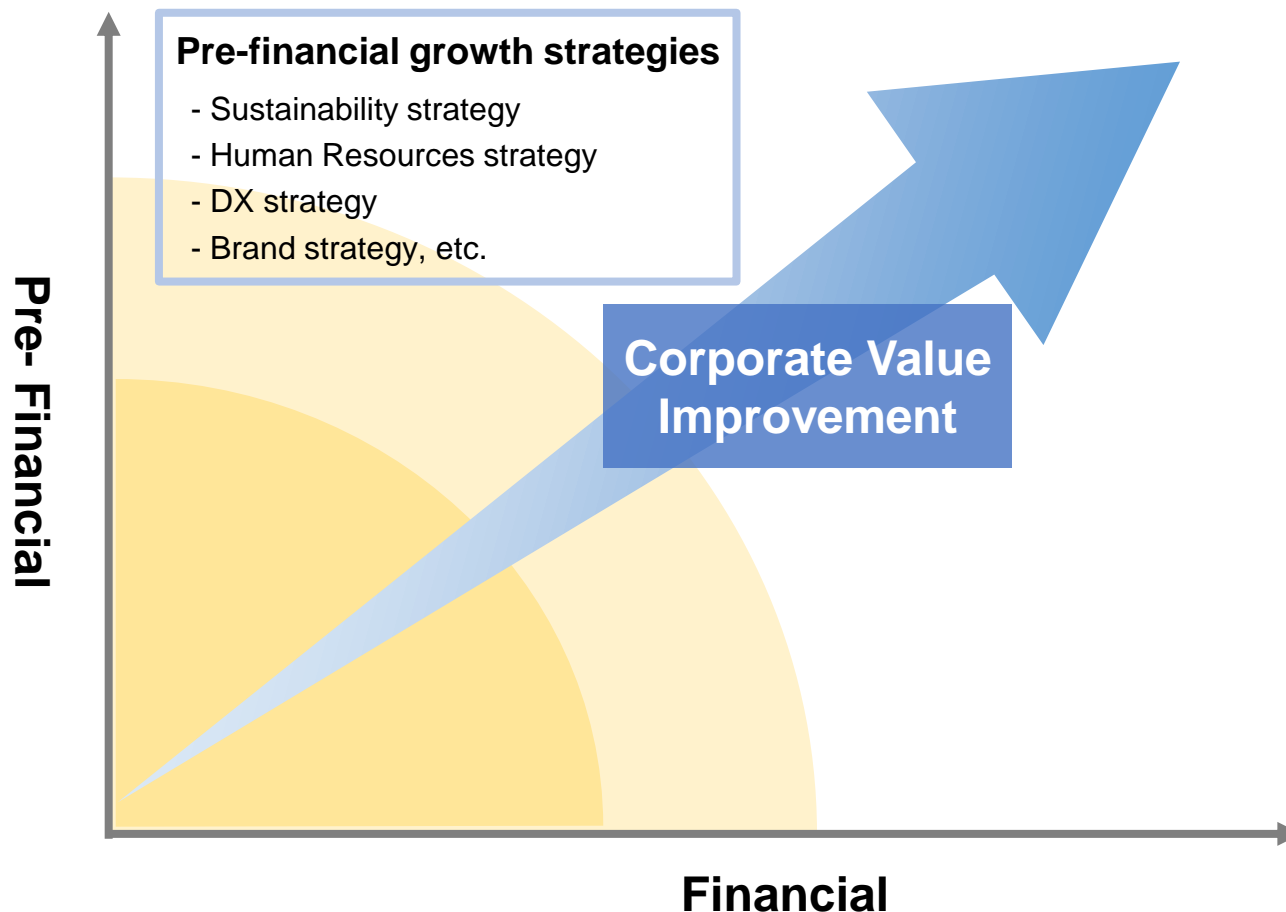 Pre-financial growth strategies
- Sustainability strategy
- Human Resources strategy
- DX strategy
- Brand strategy, etc.
Pre- Financial
Corporate Value
Improvement
Financial